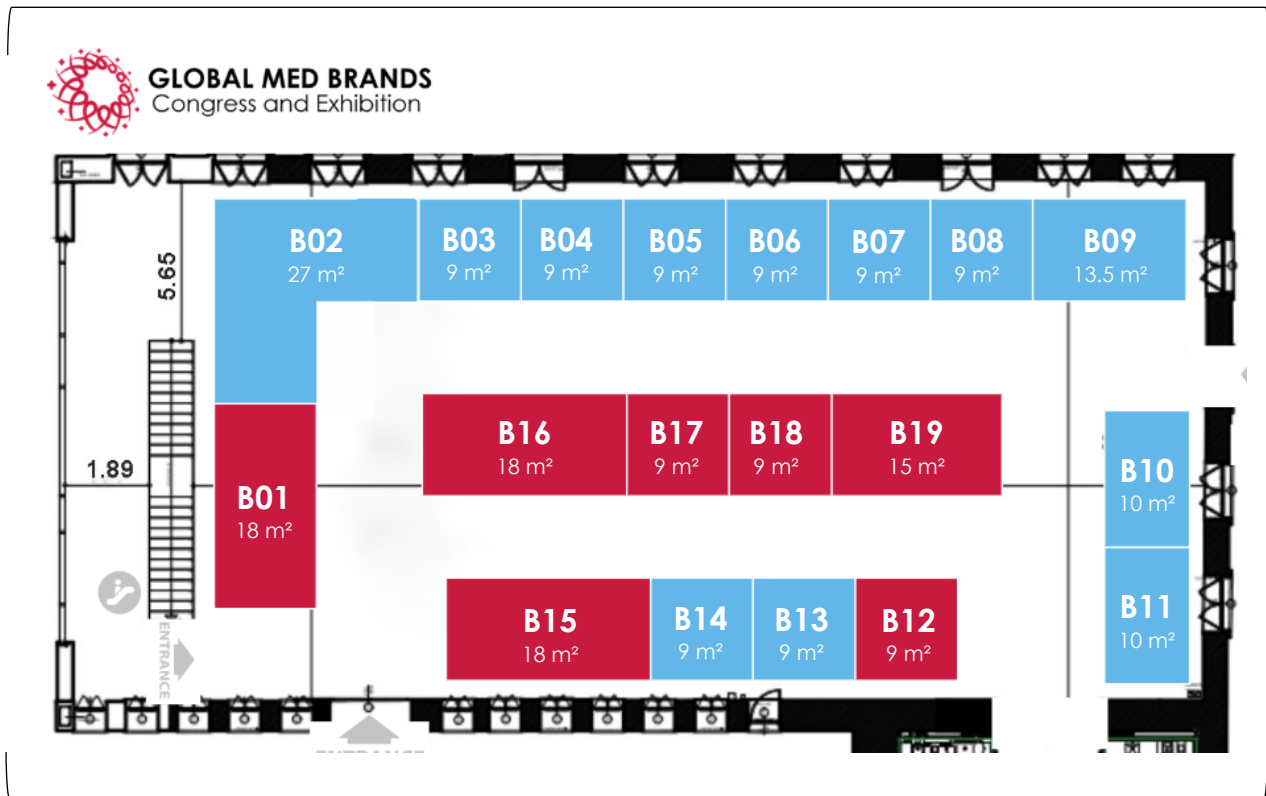 GLOBAL MED BRANDS
Congress and Exhibition
5.65
B02
27 m²
B03
9 m²
B04
9 m²
B05
9 m²
B06
9 m²
B07
9 m²
B08
9 m²
B09
13.5 m²
1.89
B01
18 m²
B16
18 m²
B17
9 m²
B18
9 m²
B19
15 m²
B10
10 m²
B11
10 m²
B15
18 m²
B14
9 m²
B13
9 m²
B12
9 m²
ENTRANCE
ENTRANCE